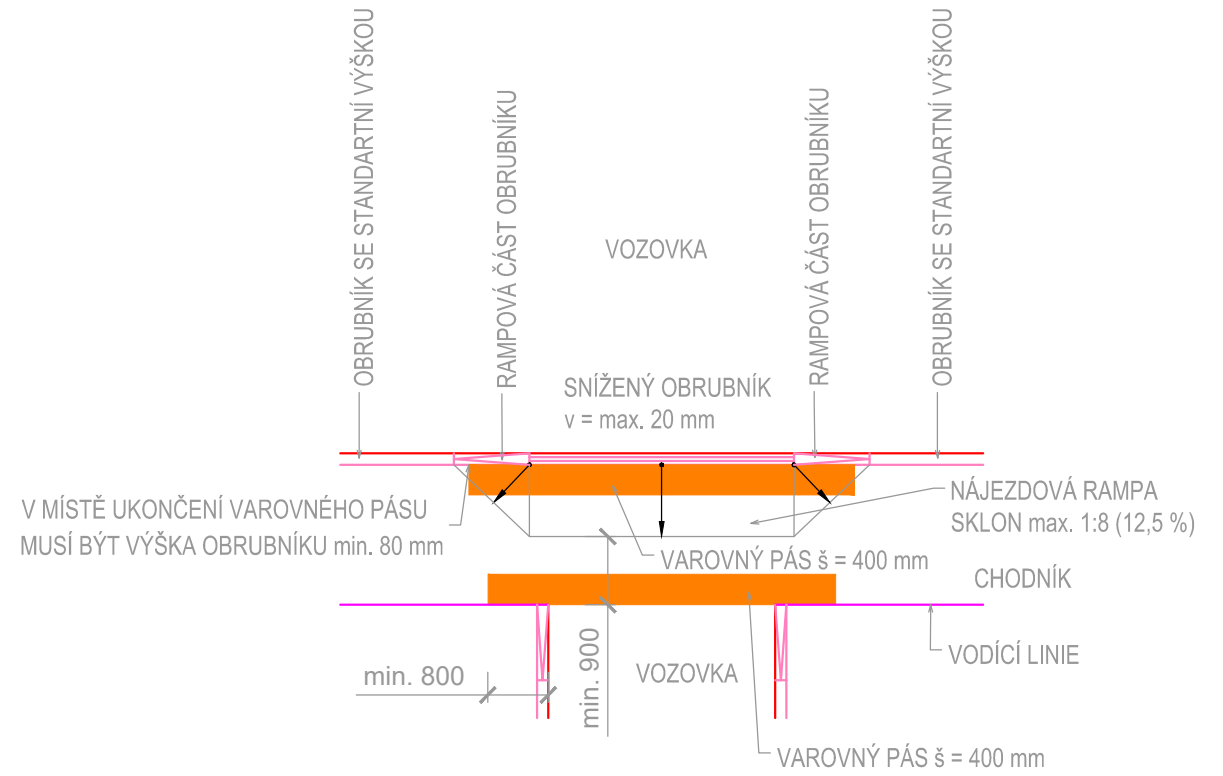 OBRUBNÍK SE STANDARTNÍ VÝŠKOU
RAMPOVÁ ČÁST OBRUBNÍKU
RAMPOVÁ ČÁST OBRUBNÍKU
OBRUBNÍK SE STANDARTNÍ VÝŠKOU
VOZOVKA
SNÍŽENÝ OBRUBNÍK
v = max. 20 mm
V MÍSTĚ UKONČENÍ VAROVNÉHO PÁSU
MUSÍ BÝT VÝŠKA OBRUBNÍKU min. 80 mm
NÁJEZDOVÁ RAMPA
SKLON max. 1:8 (12,5 %)
VAROVNÝ PÁS š = 400 mm
CHODNÍK
VODÍCÍ LINIE
min. 800
min. 900
VOZOVKA
VAROVNÝ PÁS š = 400 mm